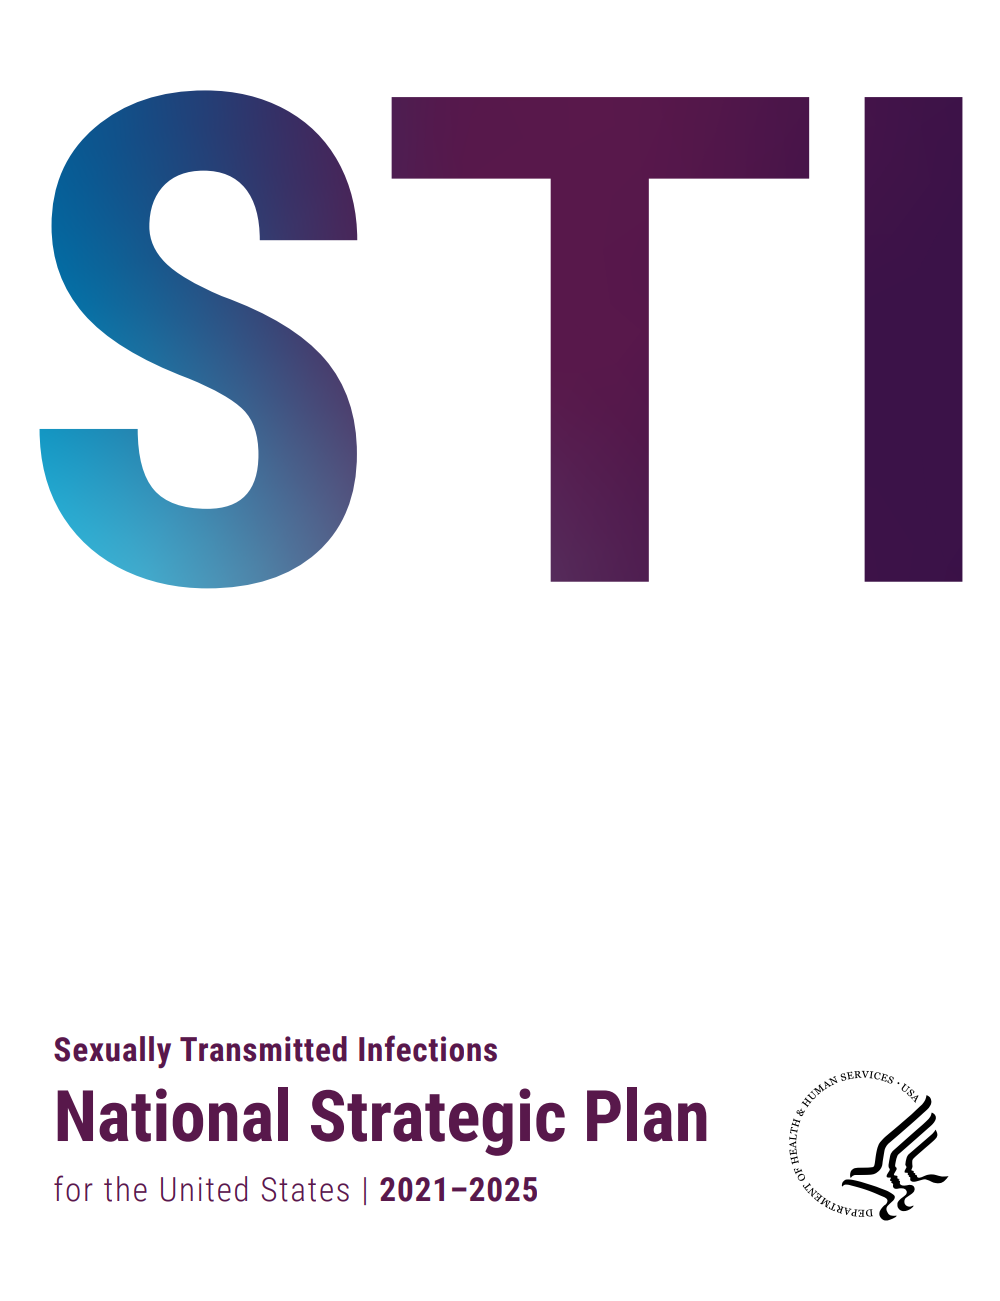 STI
Sexually Transmitted Infections
National Strategic Plan
for the United States | 2021–2025
DEPARTMENT OF HEALTH & HUMAN SERVICES · USA